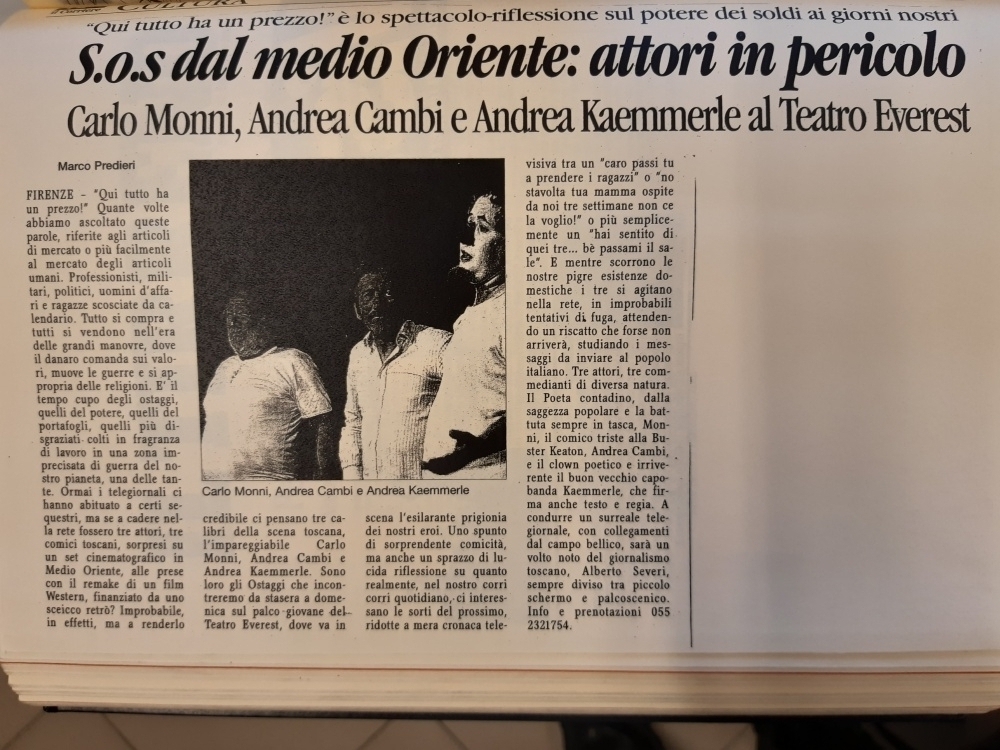 CULTURA
"Qui tutto ha un prezzo!" è lo spettacolo-riflessione sul potere dei soldi ai giorni nostri
S.o.s dal medio Oriente: attori in pericolo
Carlo Monni, Andrea Cambi e Andrea Kaemmerle al Teatro Everest
Marco Predieri
FIRENZE - "Qui tutto ha
un prezzo!" Quante volte
abbiamo ascoltato queste
parole, riferite agli articoli
di mercato o più facilmente
al mercato degli articoli
umani. Professionisti, mili-
tari, politici, uomini d'affa-
ri e ragazze scosciate da ca-
lendario. Tutto si compra e
tutti si vendono nell'era
delle grandi manovre, dove
il danaro comanda sui valo-
ri, muove le guerre e si ap-
propria delle religioni. E' il
tempo cupo degli ostaggi,
quelli del potere, quelli del
portafogli, quelli più di-
sgraziati colti in fragranza
di lavoro in una zona im-
precisata di guerra del no-
stro pianeta, una delle tan-
te. Ormai i telegiornali ci
hanno abituato a certi se-
questri, ma se a cadere nel-
la rete fossero tre attori, tre
comici toscani, sorpresi su
un set cinematografico in
Medio Oriente, alle prese
con il remake di un film
Western, finanziato da uno
sceicco retrò? Improbabile,
in effetti, ma a renderlo
Carlo Monni, Andrea Cambi e Andrea Kaemmerle
credibile ci pensano tre ca-
libri della scena toscana,
l'impareggiabile Carlo
Monni, Andrea Cambi e
Andrea Kaemmerle. Sono
loro gli Ostaggi che incon-
treremo da stasera a dome-
nica sul palco giovane del
Teatro Everest, dove va in
scena l'esilarante prigionia
dei nostri eroi. Uno spunto
di sorprendente comicità,
ma anche un sprazzo di lu-
cida riflessione su quanto
realmente, nel nostro corri
corri quotidiano, ci interes-
sano le sorti del prossimo,
ridotte a mera cronaca tele-
visiva tra un "caro passi tu
a prendere i ragazzi" o "no
stavolta tua mamma ospite
da noi tre settimane non ce
la voglio!" o più semplice-
mente un "hai sentito di
quei tre... bè passami il sa-
le". E mentre scorrono le
nostre pigre esistenze do-
mestiche i tre si agitano
nella rete, in improbabili
tentativi di fuga, attenden-
do un riscatto che forse non
arriverà, studiando i mes-
saggi da inviare al popolo
italiano. Tre attori, tre com-
medianti di diversa natura.
Il Poeta contadino, dalla
saggezza popolare e la bat-
tuta sempre in tasca, Mon-
ni, il comico triste alla Bu-
ster Keaton, Andrea Cambi,
e il clown poetico e irrive-
rente il buon vecchio capo-
banda Kaemmerle, che fir-
ma anche testo e regia. A
condurre un surreale tele-
giornale, con collegamenti
dal campo bellico, sarà un
volto noto del giornalismo
toscano, Alberto Severi,
sempre diviso tra piccolo
schermo e palcoscenico.
Info e prenotazioni 055
2321754.